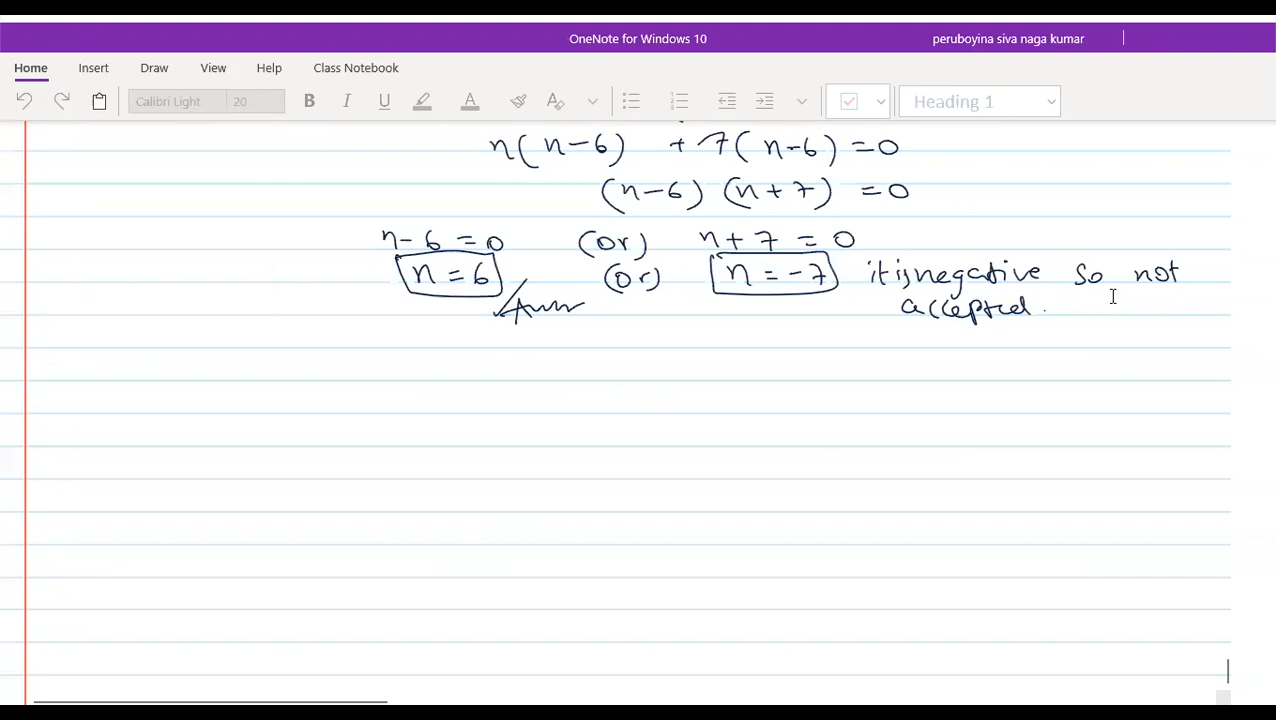 OneNote for Windows 10
peruboyina siva naga kumar
Home Insert Draw View Help Class Notebook
Calibri Light 20 B I U A Heading 1
n(n-6) + 7(n-6) = 0
(n-6) (n+7) = 0
n-6 = 0 (or) n+7 = 0
n = 6 (or) n = -7 it is negative so not
accepted.